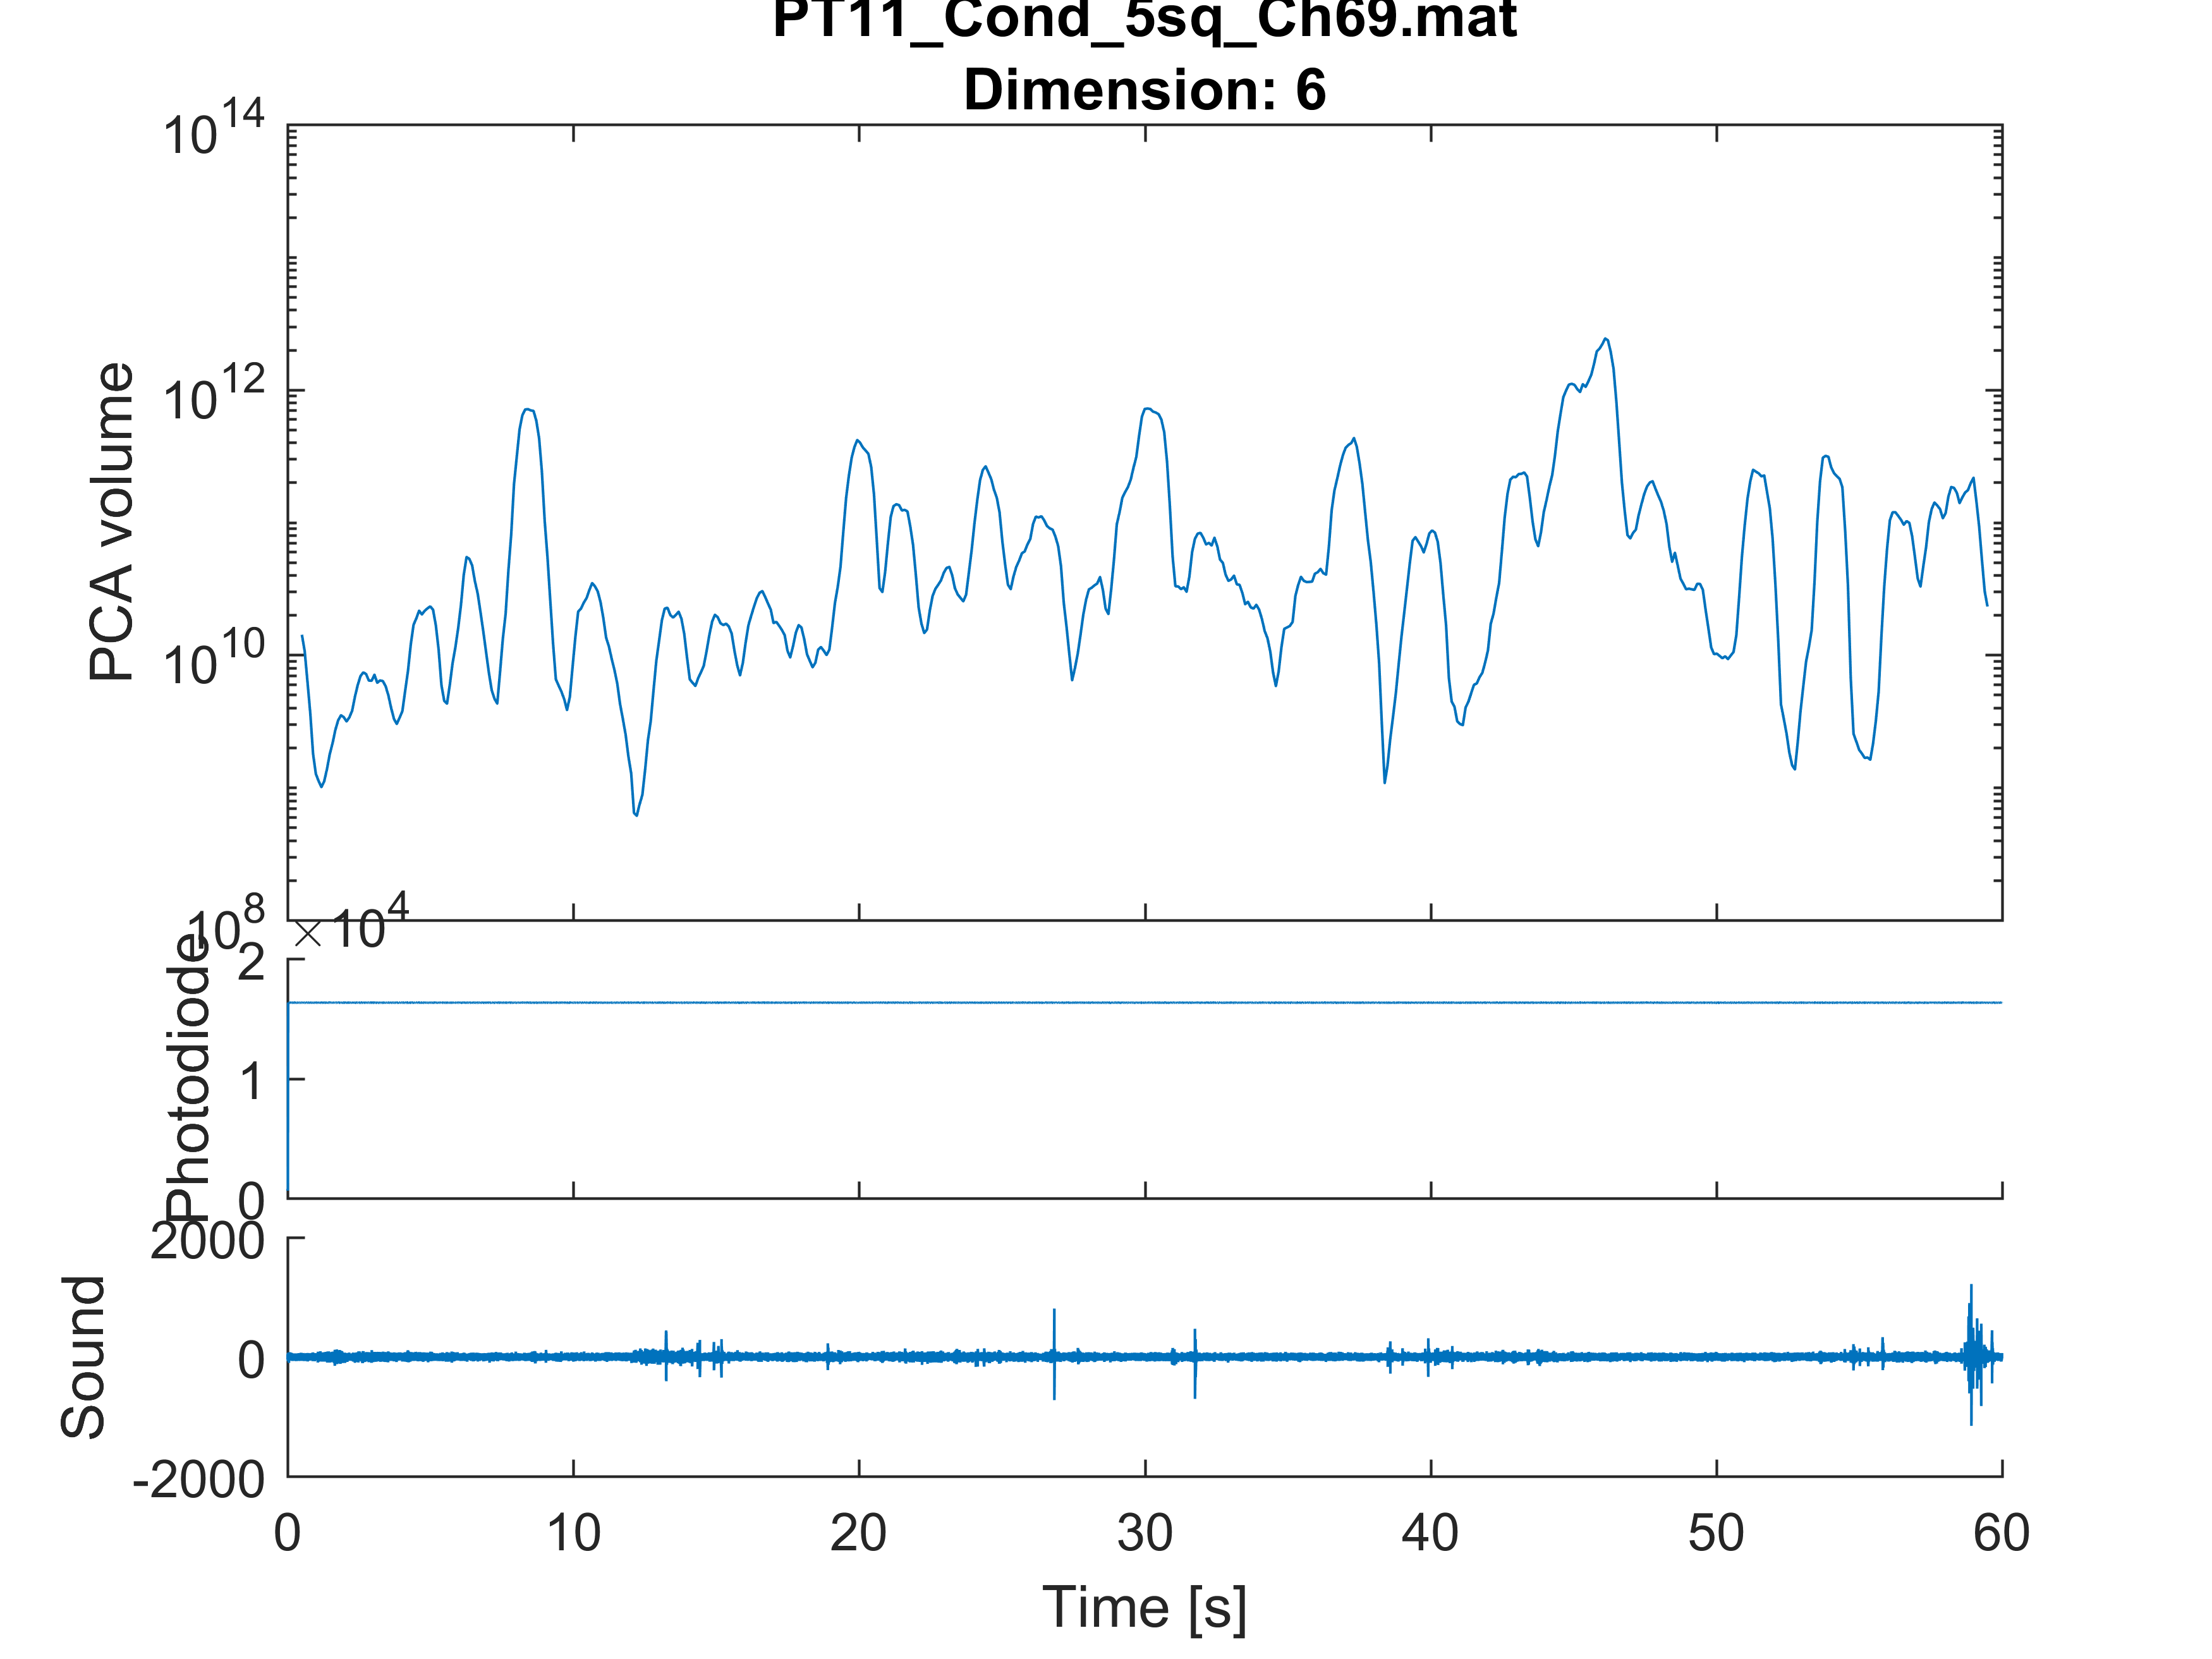 PT11_Cond_5sq_Ch69.mat
Dimension: 6
PCA volume
10^14
10^12
10^10
10^8
× 10^4
Photodiode
2
1
0
Sound
2000
0
-2000
0 10 20 30 40 50 60
Time [s]